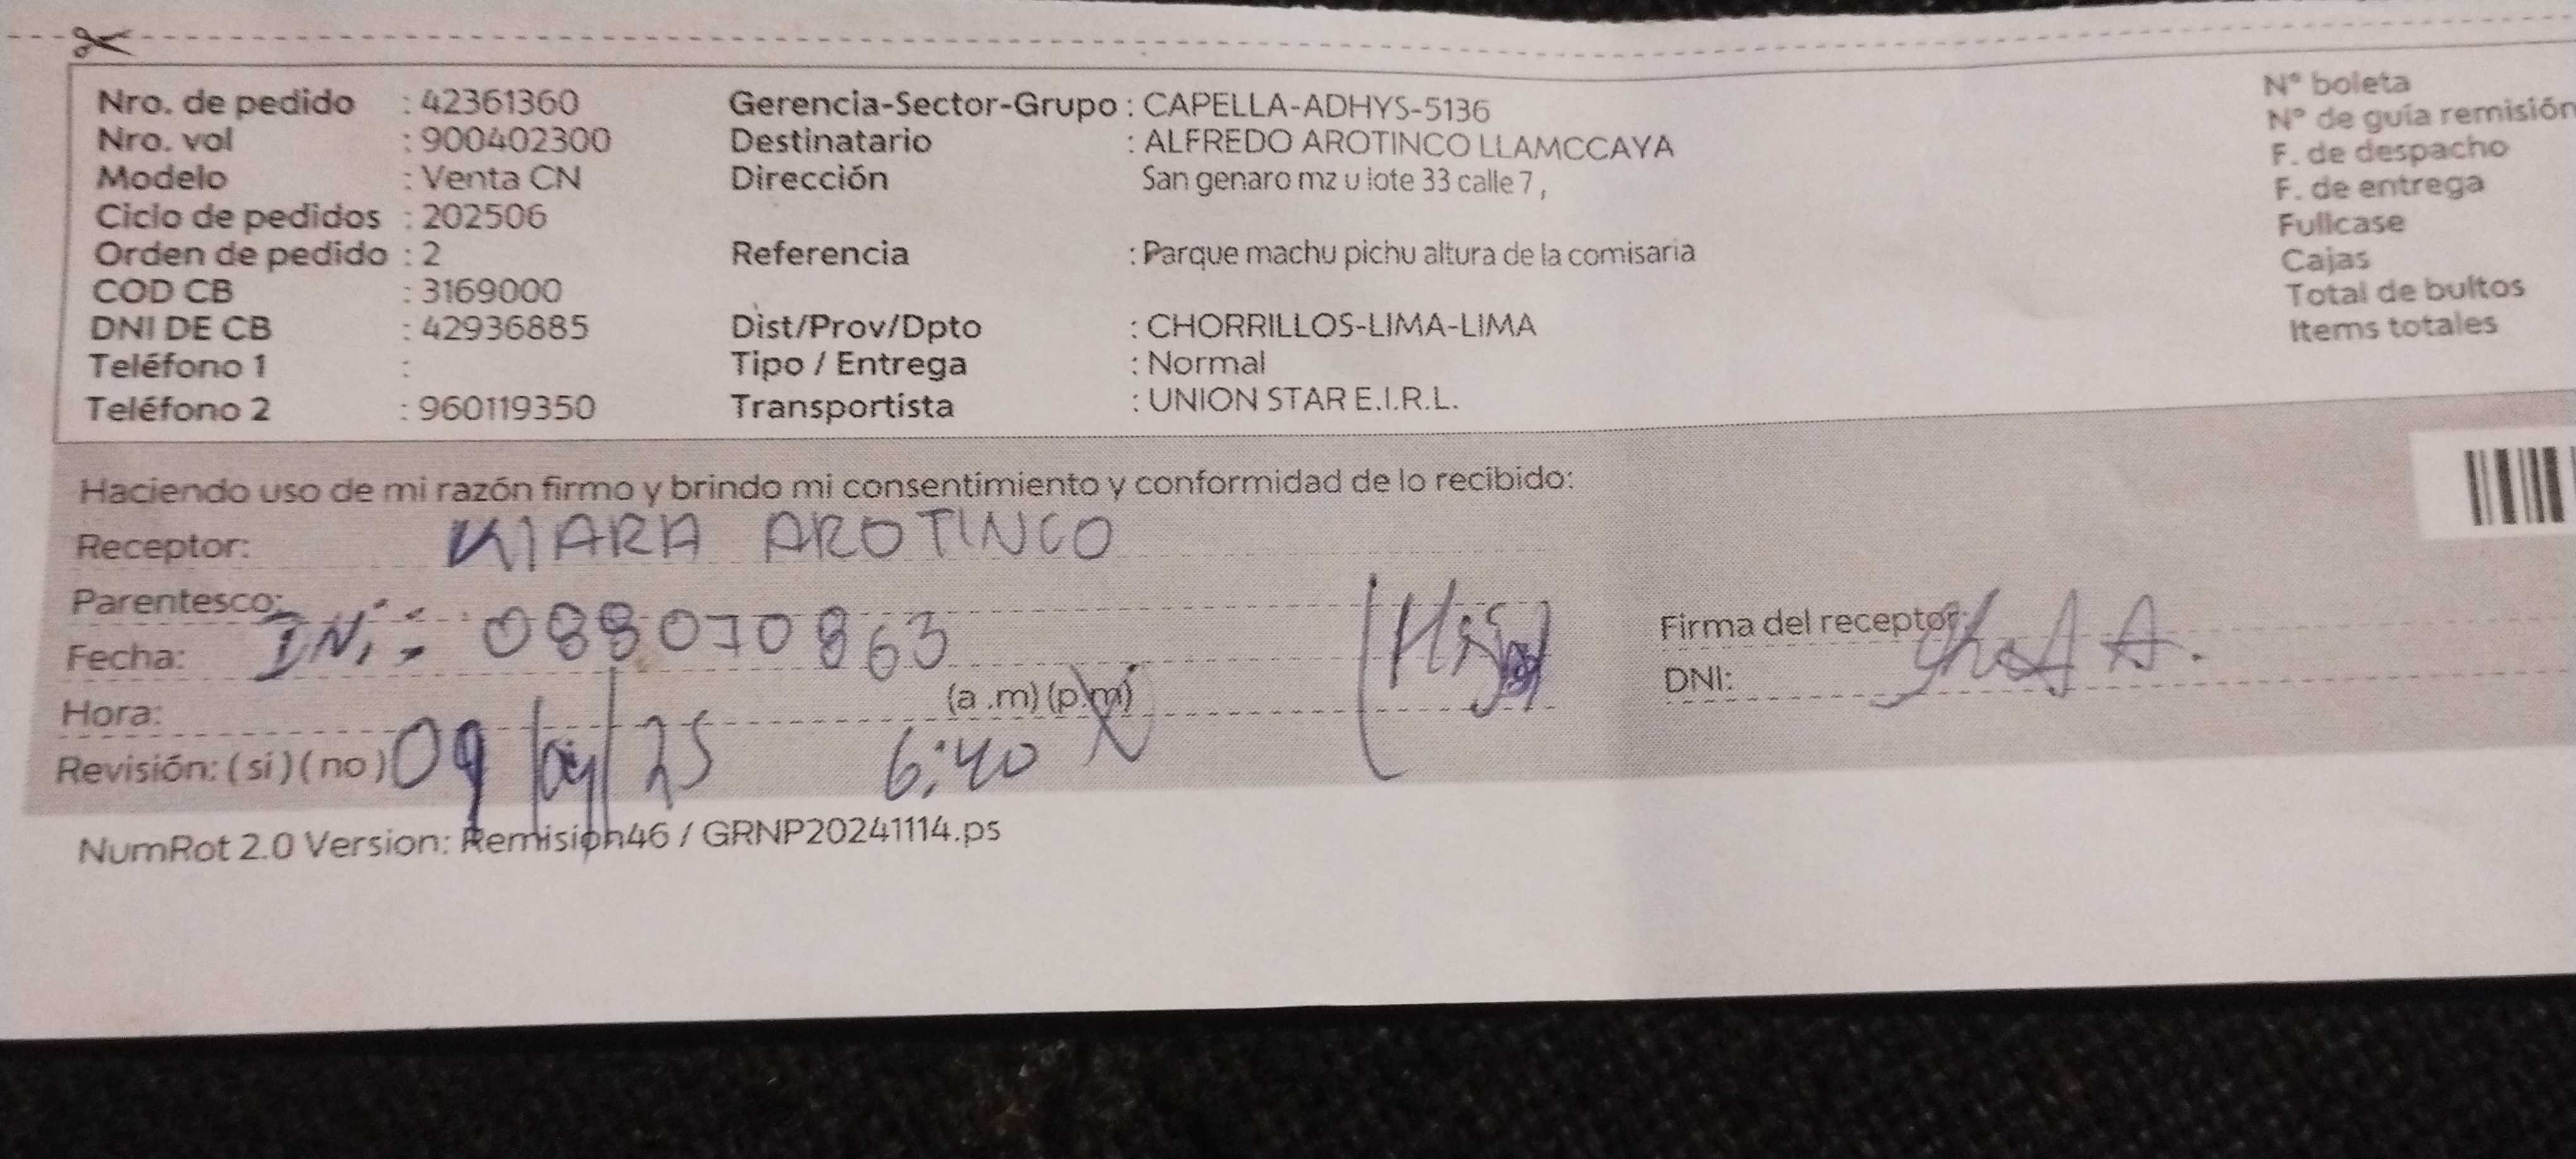 Nro. de pedido : 42361360 Gerencia-Sector-Grupo : CAPELLA-ADHYS-5136 N° boleta
Nro. vol : 900402300 Destinatario : ALFREDO AROTINCO LLAMCCAYA N° de guía remisión
Modelo : Venta CN Dirección San genaro mz u lote 33 calle 7 , F. de despacho
Ciclo de pedidos : 202506 F. de entrega
Orden de pedido : 2 Referencia : Parque machu pichu altura de la comisaria Fullcase
COD CB : 3169000 Cajas
DNI DE CB : 42936885 Dist/Prov/Dpto : CHORRILLOS-LIMA-LIMA Total de bultos
Teléfono 1 : Tipo / Entrega : Normal Items totales
Teléfono 2 : 960119350 Transportista : UNION STAR E.I.R.L.
Haciendo uso de mi razón firmo y brindo mi consentimiento y conformidad de lo recibido:
Receptor: KIARA AROTINCO
Parentesco:
Fecha: 088070863 Firma del receptor:
Hora: (a .m) (p.m) DNI:
Revisión: ( si ) ( no ) 09 / 25 6:40
NumRot 2.0 Version: Remision46 / GRNP20241114.ps